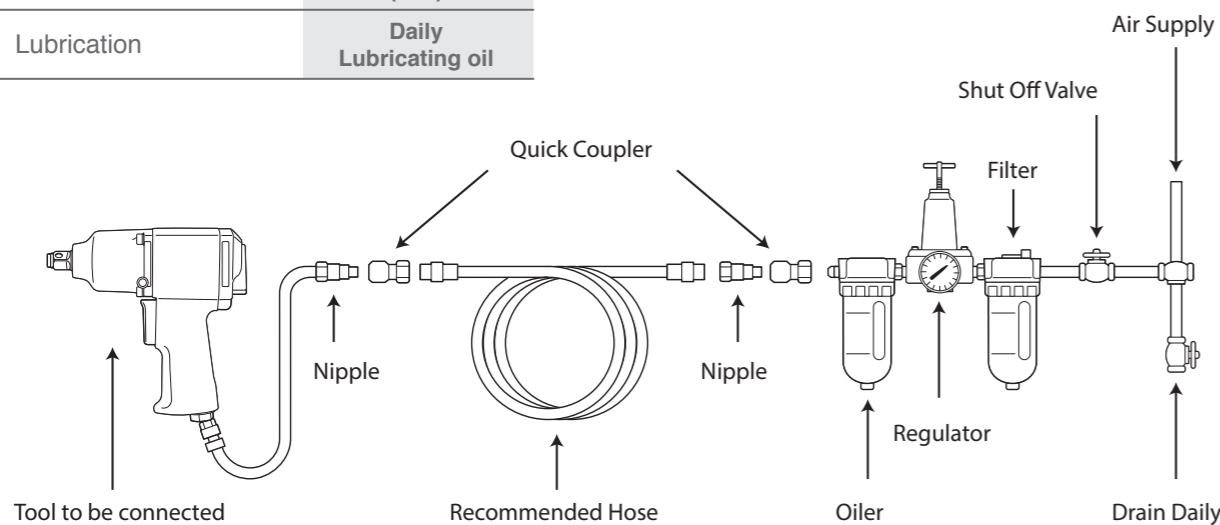 Lubrication
Daily
Lubricating oil
Air Supply
Shut Off Valve
Quick Coupler
Filter
Nipple
Nipple
Regulator
Tool to be connected
Recommended Hose
Oiler
Drain Daily